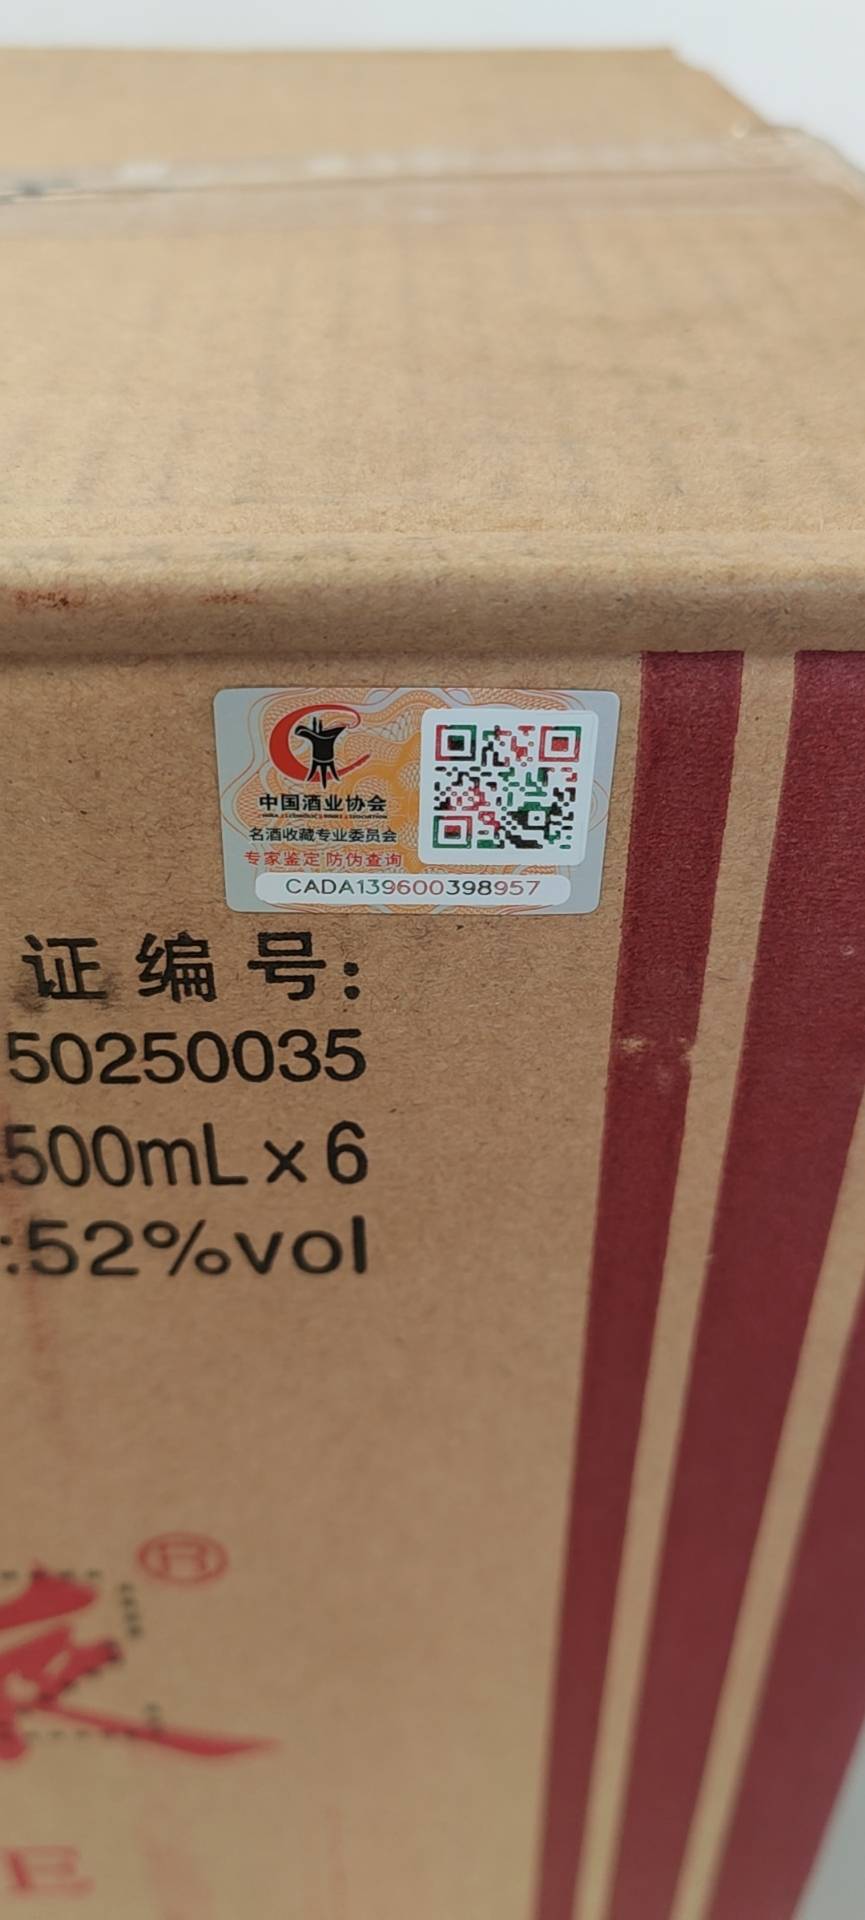 中国酒业协会
名酒收藏专业委员会
专家鉴定 防伪查询
CADA139600398957
证编号:
50250035
500mL x 6
:52%vol
®
E